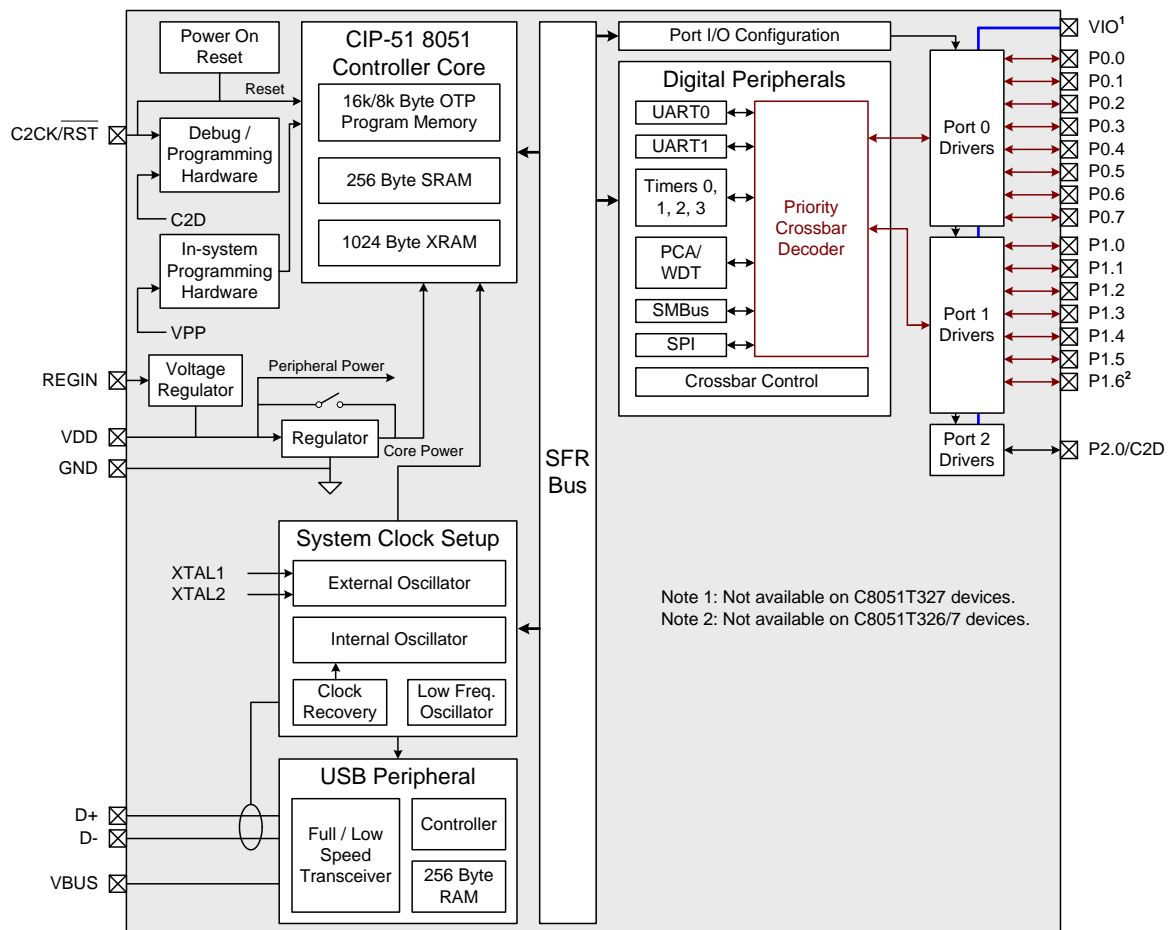 Power On
Reset
Reset
C2CK/RST
Debug /
Programming
Hardware
C2D
In-system
Programming
Hardware
VPP
CIP-51 8051
Controller Core
16k/8k Byte OTP
Program Memory
256 Byte SRAM
1024 Byte XRAM
REGIN
Voltage
Regulator
Peripheral Power
VDD
Regulator
Core Power
GND
System Clock Setup
XTAL1
XTAL2
External Oscillator
Internal Oscillator
Clock
Recovery
Low Freq.
Oscillator
USB Peripheral
D+
D-
VBUS
Full / Low
Speed
Transceiver
Controller
256 Byte
RAM
SFR
Bus
Port I/O Configuration
Digital Peripherals
UART0
UART1
Timers 0,
1, 2, 3
PCA/
WDT
SMBus
SPI
Priority
Crossbar
Decoder
Crossbar Control
Port 0
Drivers
Port 1
Drivers
Port 2
Drivers
VIO¹
P0.0
P0.1
P0.2
P0.3
P0.4
P0.5
P0.6
P0.7
P1.0
P1.1
P1.2
P1.3
P1.4
P1.5
P1.6²
P2.0/C2D
Note 1: Not available on C8051T327 devices.
Note 2: Not available on C8051T326/7 devices.